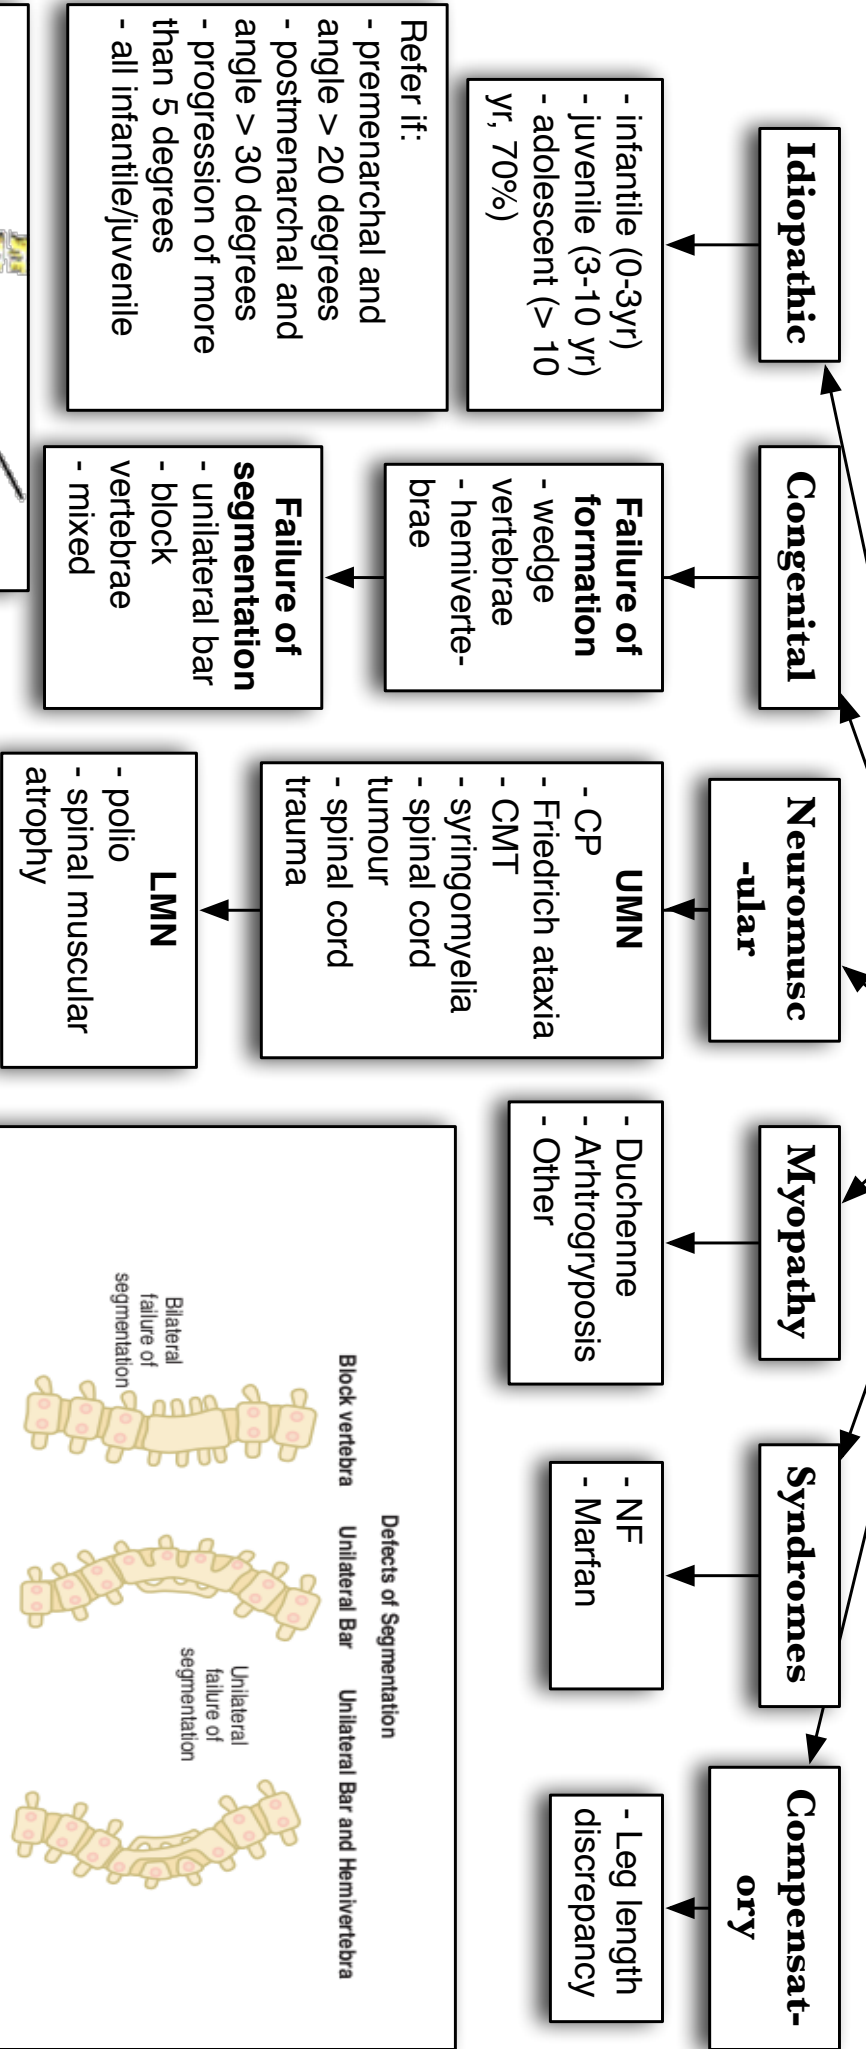 Idiopathic
- infantile (0-3yr)
- juvenile (3-10 yr)
- adolescent (> 10
yr, 70%)
Refer if:
- premenarchal and
angle > 20 degrees
- postmenarchal and
angle > 30 degrees
- progression of more
than 5 degrees
- all infantile/juvenile
Congenital
Failure of
formation
- wedge
vertebrae
- hemiverte-
brae
Failure of
segmentation
- unilateral bar
- block
vertebrae
- mixed
Neuromusc
-ular
UMN
- CP
- Friedrich ataxia
- CMT
- syringomyelia
- spinal cord
tumour
- spinal cord
trauma
LMN
- polio
- spinal muscular
atrophy
Myopathy
- Duchenne
- Arhtrogryposis
- Other
Syndromes
- NF
- Marfan
Compensat-
ory
- Leg length
discrepancy
Defects of Segmentation
Block vertebra
Unilateral Bar
Unilateral Bar and Hemivertebra
Bilateral
failure of
segmentation
Unilateral
failure of
segmentation